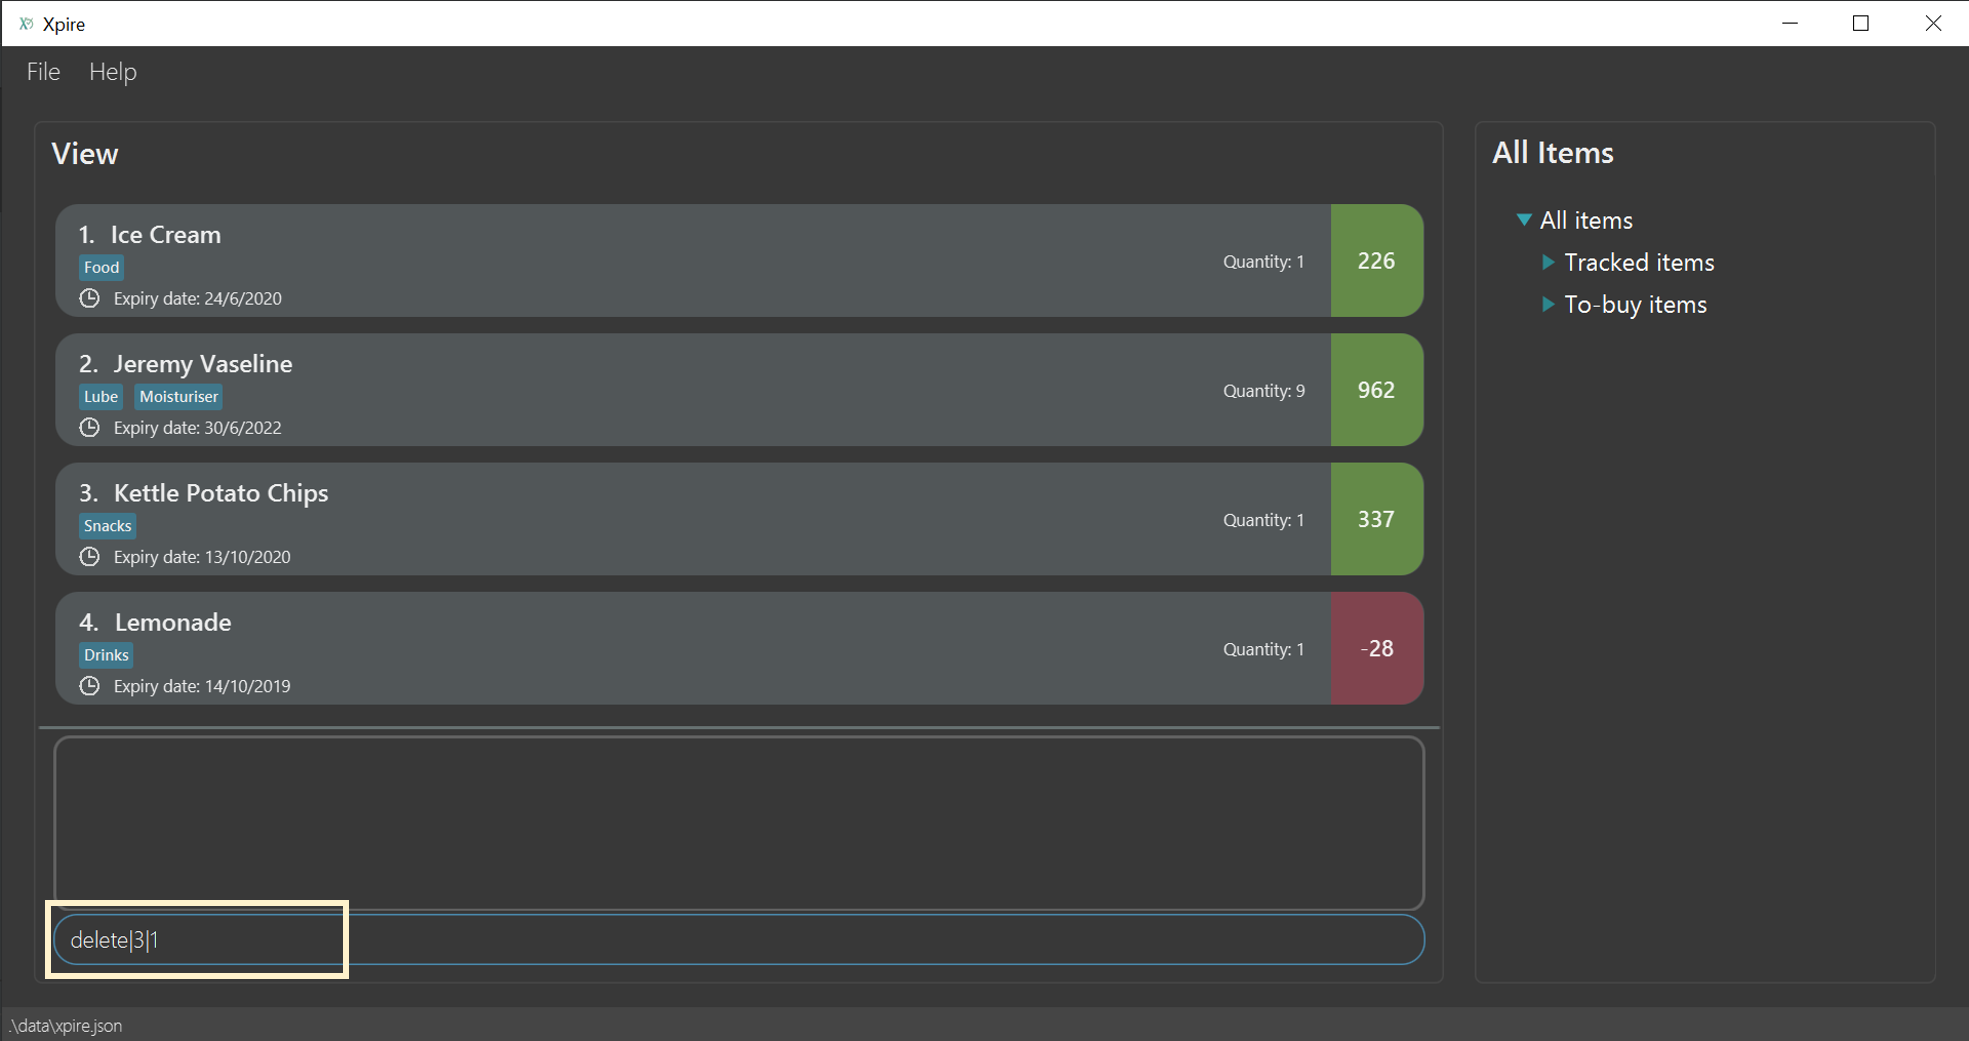 Xpire
File Help
View
1. Ice Cream
Food
Expiry date: 24/6/2020
Quantity: 1
226
2. Jeremy Vaseline
Lube Moisturiser
Expiry date: 30/6/2022
Quantity: 9
962
3. Kettle Potato Chips
Snacks
Expiry date: 13/10/2020
Quantity: 1
337
4. Lemonade
Drinks
Expiry date: 14/10/2019
Quantity: 1
-28
delete|3|1
All Items
All items
Tracked items
To-buy items
.\data\xpire.json